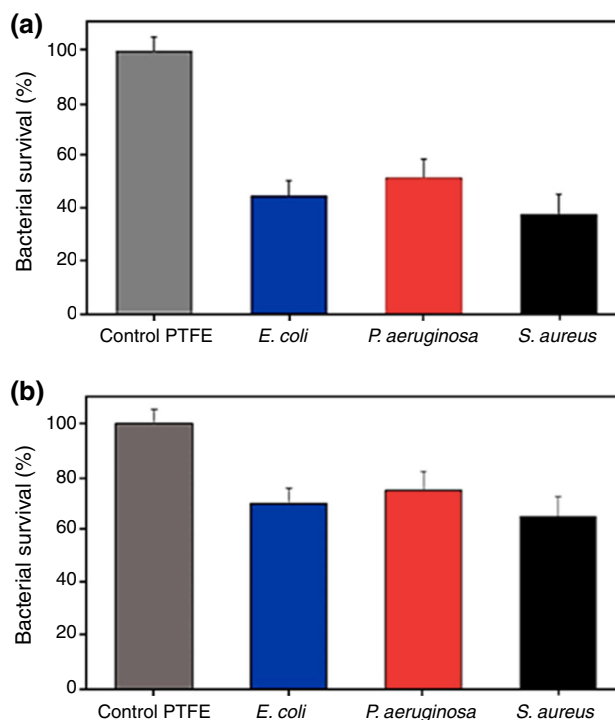 (a)
Bacterial survival (%)
100
80
60
40
20
0
Control PTFE E. coli P. aeruginosa S. aureus
(b)
Bacterial survival (%)
100
80
60
40
20
0
Control PTFE E. coli P. aeruginosa S. aureus